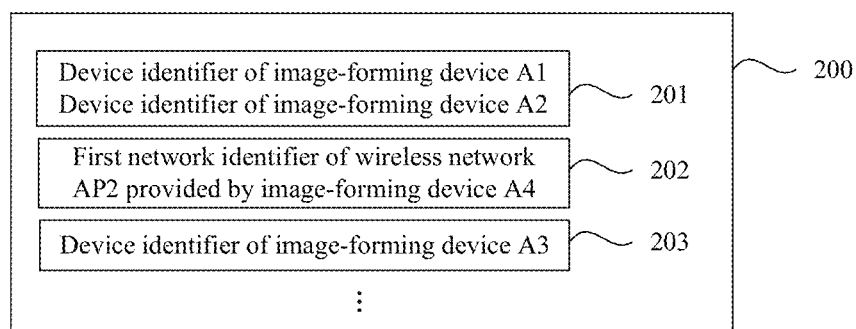 Device identifier of image-forming device A1
Device identifier of image-forming device A2
201
200
First network identifier of wireless network
AP2 provided by image-forming device A4
202
Device identifier of image-forming device A3
203
⋮